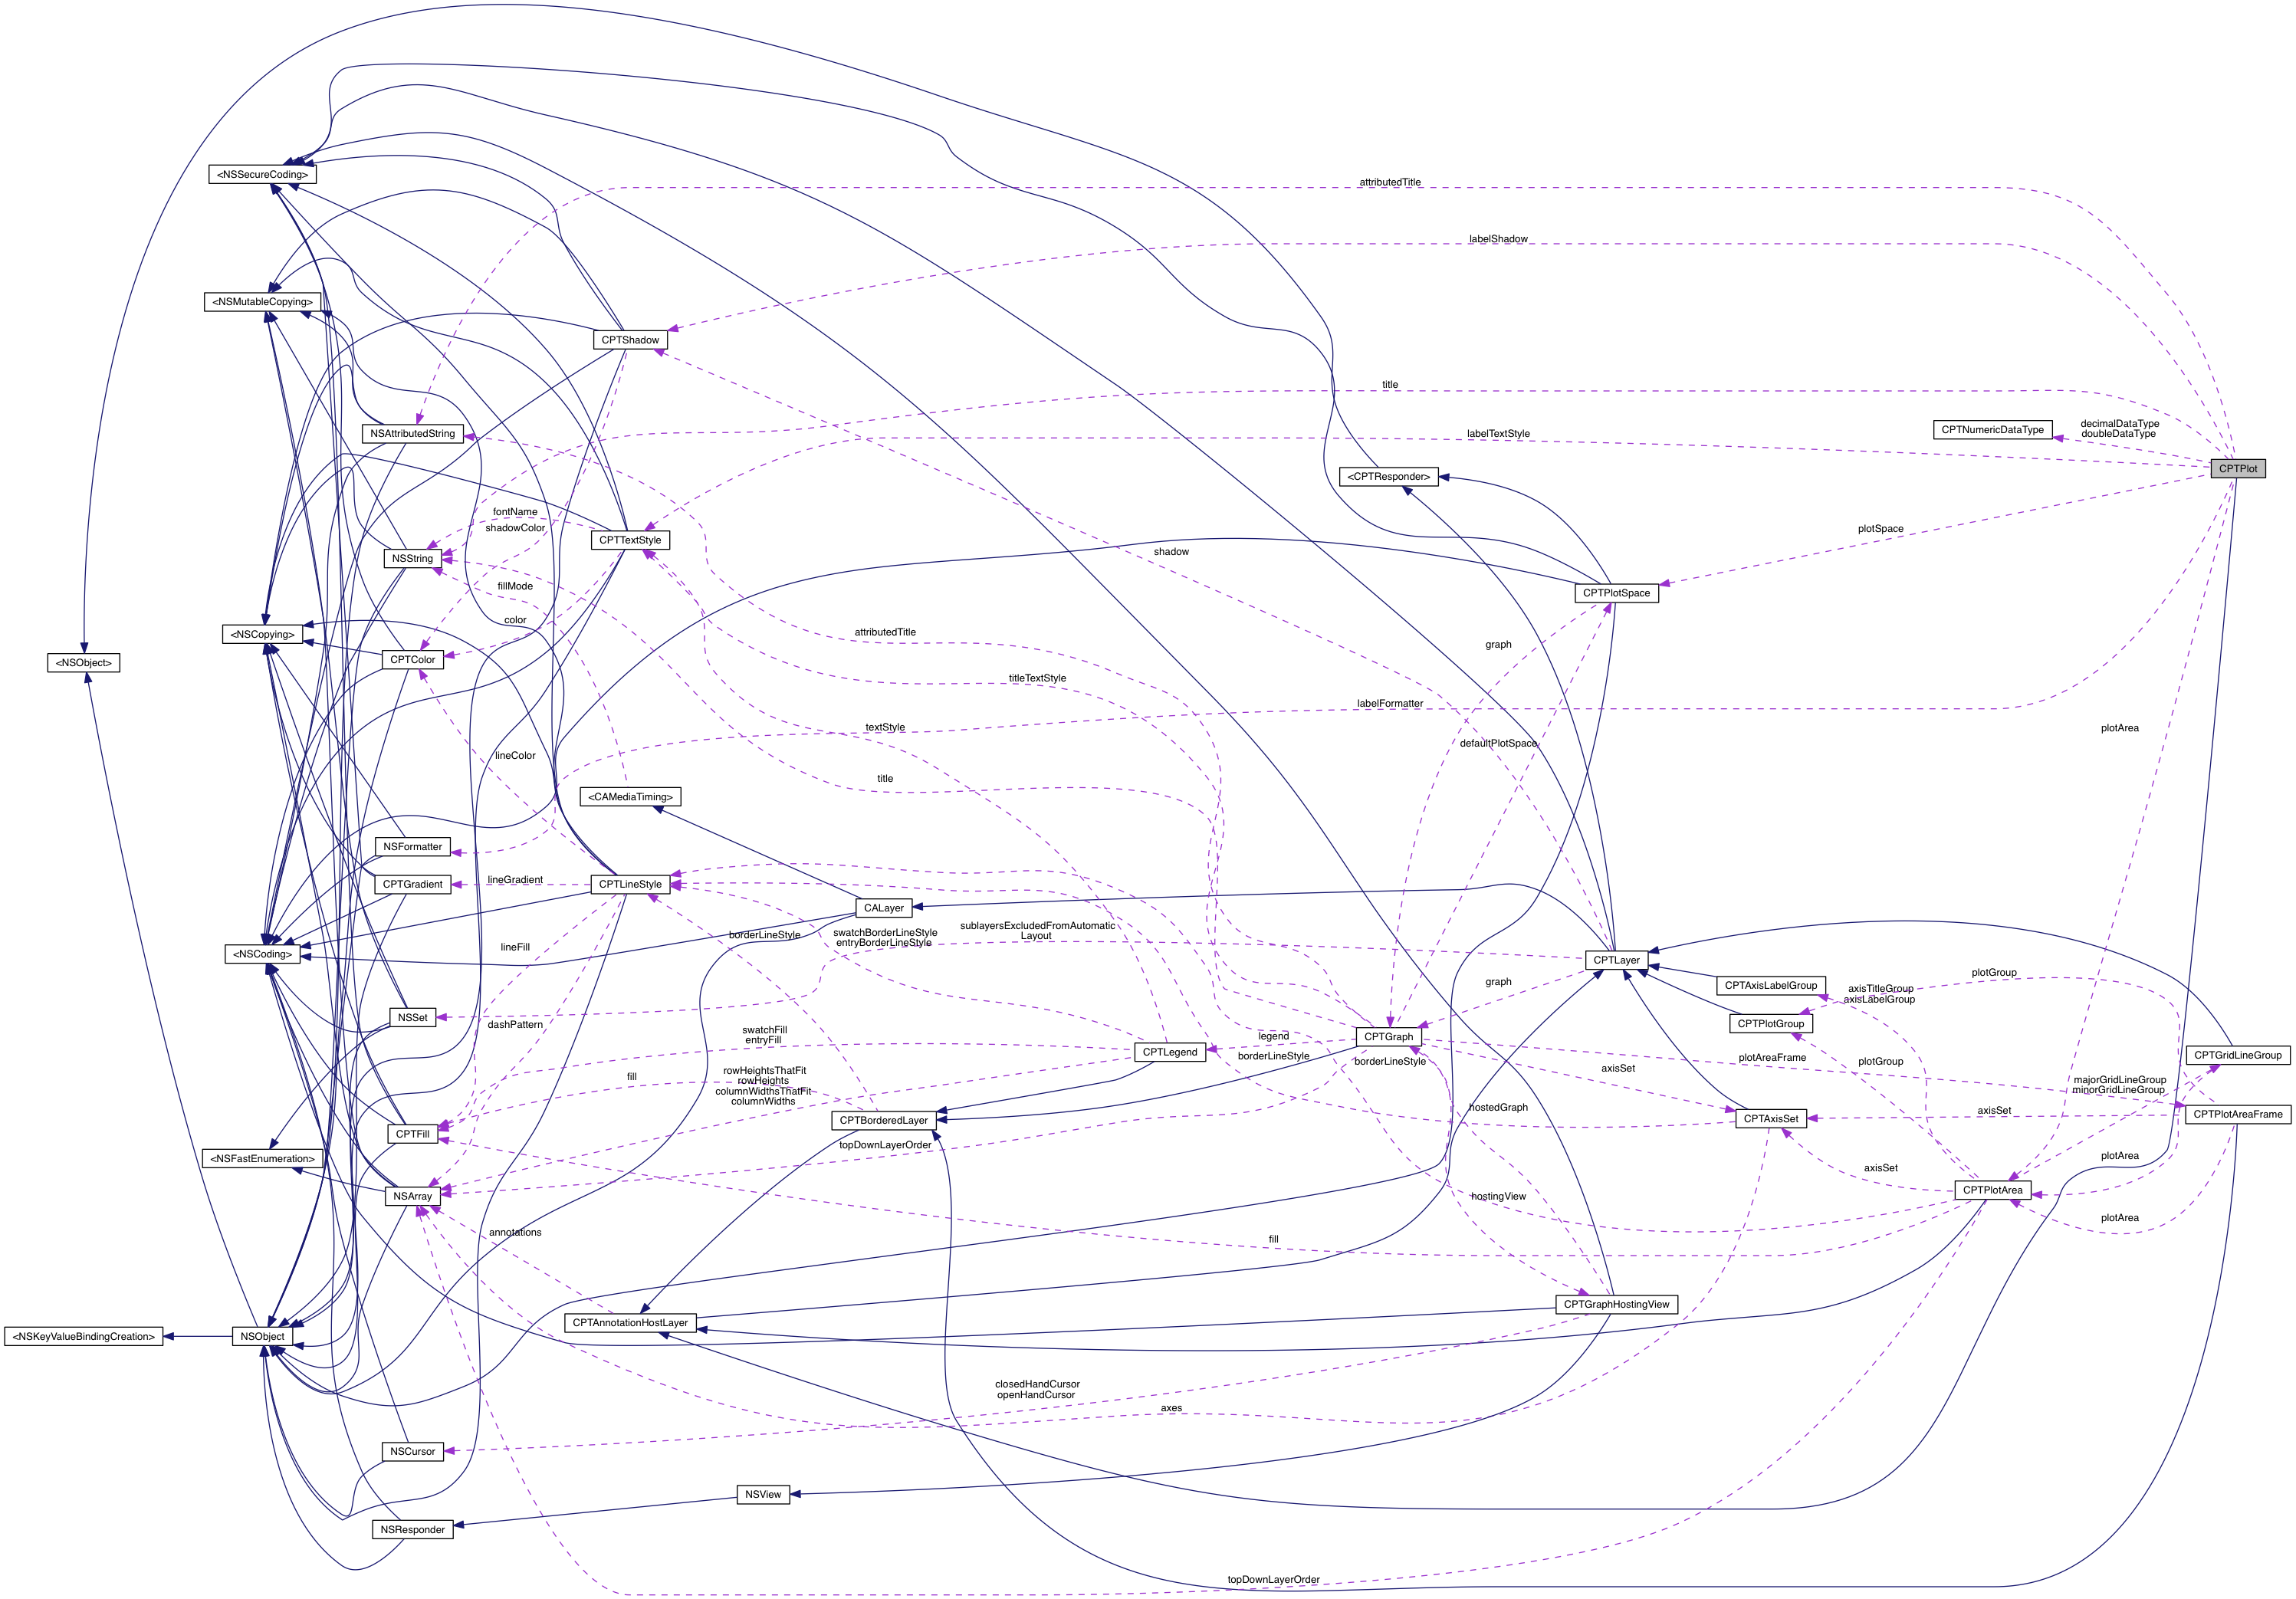 <NSSecureCoding>
attributedTitle
labelShadow
<NSMutableCopying>
CPTShadow
title
CPTNumericDataType
decimalDataType
doubleDataType
NSAttributedString
labelTextStyle
CPTPlot
<CPTResponder>
fontName
shadowColor
CPTTextStyle
plotSpace
shadow
NSString
fillMode
CPTPlotSpace
color
<NSCopying>
attributedTitle
graph
<NSObject>
CPTColor
titleTextStyle
labelFormatter
textStyle
plotArea
defaultPlotSpace
lineColor
title
<CAMediaTiming>
NSFormatter
CPTGradient
lineGradient
CPTLineStyle
CALayer
borderLineStyle
swatchBorderLineStyle
entryBorderLineStyle
sublayersExcludedFromAutomatic
Layout
lineFill
<NSCoding>
CPTLayer
graph
plotGroup
CPTAxisLabelGroup
axisTitleGroup
axisLabelGroup
NSSet
dashPattern
CPTPlotGroup
swatchFill
entryFill
legend
CPTGraph
CPTLegend
borderLineStyle
borderLineStyle
plotAreaFrame
plotGroup
CPTGridLineGroup
fill
rowHeightsThatFit
rowHeights
columnWidthsThatFit
columnWidths
axisSet
majorGridLineGroup
minorGridLineGroup
hostedGraph
CPTBorderedLayer
CPTAxisSet
axisSet
CPTPlotAreaFrame
CPTFill
topDownLayerOrder
<NSFastEnumeration>
plotArea
axisSet
NSArray
hostingView
CPTPlotArea
annotations
fill
plotArea
CPTGraphHostingView
CPTAnnotationHostLayer
<NSKeyValueBindingCreation>
NSObject
closedHandCursor
openHandCursor
axes
NSCursor
NSView
NSResponder
topDownLayerOrder